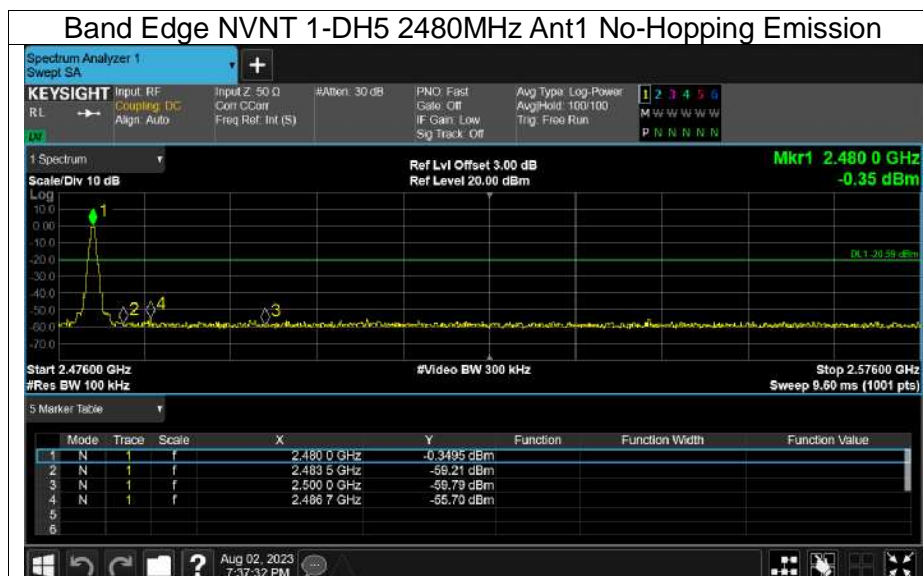 Band Edge NVNT 1-DH5 2480MHz Ant1 No-Hopping Emission
Spectrum Analyzer 1
Swept SA
+
KEYSIGHT Input: RF Input Z: 50 Ω #Atten: 30 dB PNO: Fast Avg Type: Log-Power 1 2 3 4 5 6
RL Coupling: DC Corr CCorr Gate: Off Avg|Hold: 100/100 M W W W W W
Align: Auto Freq Ref: Int (S) IF Gain: Low Trig: Free Run
Sig Track: Off P N N N N N
1 Spectrum Ref Lvl Offset 3.00 dB Mkr1 2.480 0 GHz
Scale/Div 10 dB Ref Level 20.00 dBm -0.35 dBm
Log
10.0
0.00
-10.0
-20.0
-30.0
-40.0
-50.0
-60.0
-70.0
1
2
4
3
DL1 -20.59 dBm
Start 2.47600 GHz #Video BW 300 kHz Stop 2.57600 GHz
#Res BW 100 kHz Sweep 9.60 ms (1001 pts)
5 Marker Table
Mode Trace Scale X Y Function Function Width Function Value
1 N 1 f 2.480 0 GHz -0.3495 dBm
2 N 1 f 2.483 5 GHz -59.21 dBm
3 N 1 f 2.500 0 GHz -59.79 dBm
4 N 1 f 2.486 7 GHz -55.70 dBm
5
6
? Aug 02, 2023
7:37:32 PM